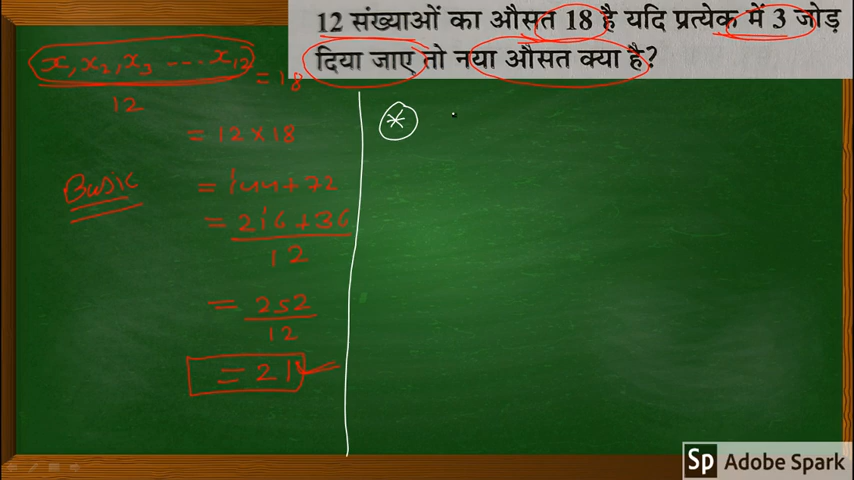 12 संख्याओं का औसत 18 है यदि प्रत्येक में 3 जोड़
दिया जाए तो नया औसत क्या है?
x, x2, x3 ---- x12 = 18
12
= 12 × 18
Basic
= 144 + 72
= 216 + 36
12
= 252
12
= 21
*
Sp Adobe Spark